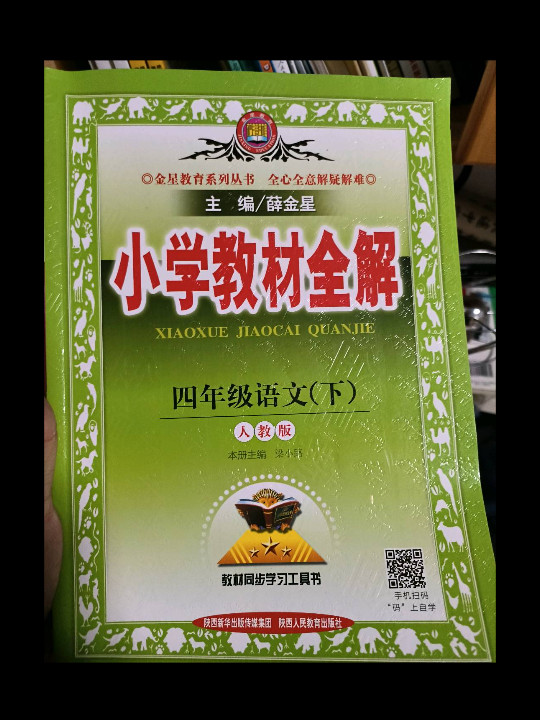 ◎金星教育系列丛书 全心全意解疑解难◎
主 编/薛金星
小学教材全解
XIAOXUE JIAOCAI QUANJIE
四年级语文(下)
人教版
本册主编
教材同步学习工具书
手机扫码
“码”上自学
陕西新华出版传媒集团 陕西人民教育出版社